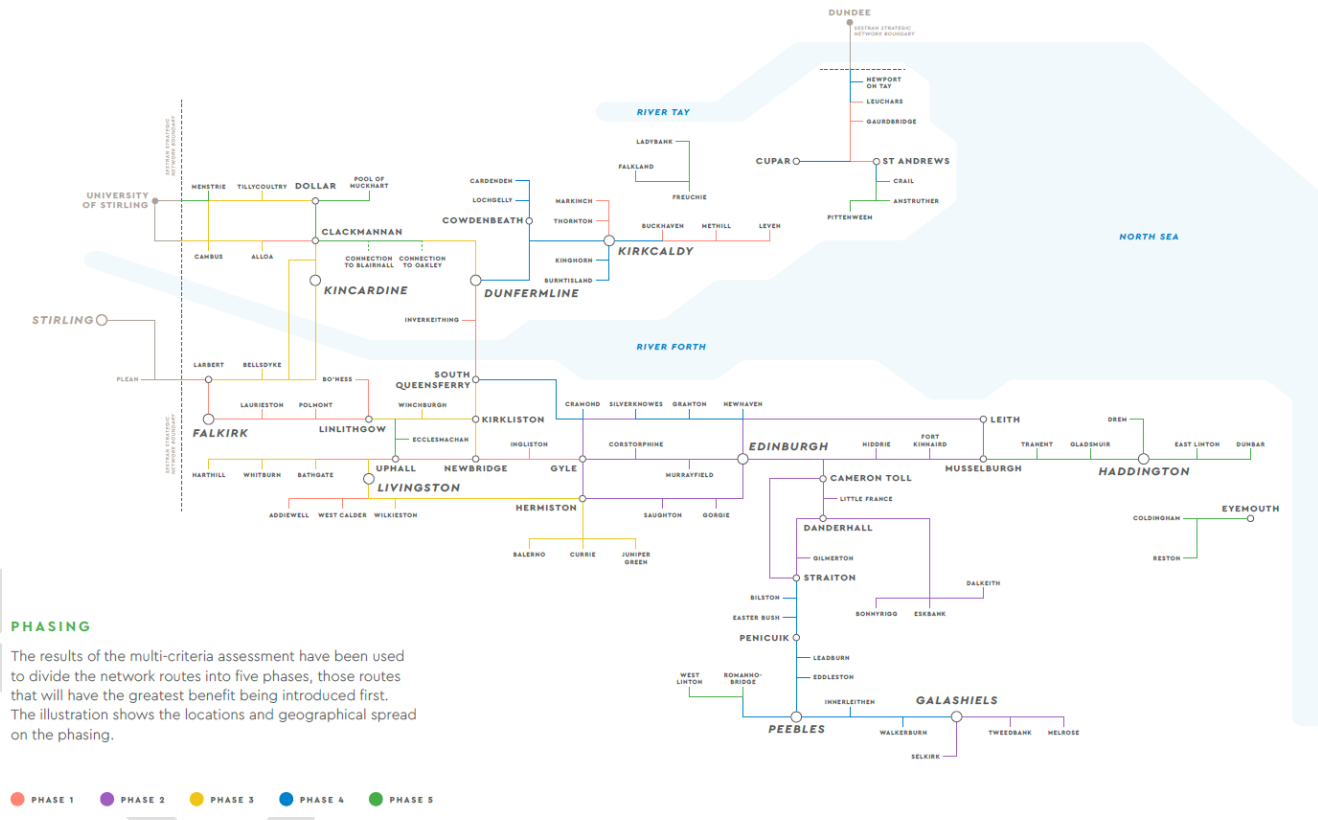 DUNDEE
SESTRAN STRATEGIC
NETWORK BOUNDARY
NEWPORT
ON TAY
LEUCHARS
GAURDBRIDGE
RIVER TAY
LADYBANK
FALKLAND
FREUCHIE
CUPAR
ST ANDREWS
CRAIL
ANSTRUTHER
PITTENWEEM
NORTH SEA
SESTRAN STRATEGIC
NETWORK BOUNDARY
UNIVERSITY
OF STIRLING
MENSTRIE
TILLYCOULTRY
DOLLAR
POOL OF
MUCKHART
CARDENDEN
LOCHGELLY
COWDENBEATH
MARKINCH
THORNTON
BUCKHAVEN
METHILL
LEVEN
KIRKCALDY
KINGHORN
BURNTISLAND
CLACKMANNAN
CAMBUS
ALLOA
CONNECTION
TO BLAIRHALL
CONNECTION
TO OAKLEY
KINCARDINE
DUNFERMLINE
STIRLING
INVERKEITHING
RIVER FORTH
PLEAN
LARBERT
BELLSDYKE
BO'NESS
SOUTH
QUEENSFERRY
LAURIESTON
POLMONT
WINCHBURGH
CRAMOND
SILVERKNOWES
GRANTON
NEWHAVEN
FALKIRK
LINLITHGOW
KIRKLISTON
LEITH
DREM
SESTRAN STRATEGIC
NETWORK BOUNDARY
ECCLESMACHAN
INGLISTON
CORSTORPHINE
EDINBURGH
NIDDRIE
FORT
KINNAIRD
TRANENT
GLADSMUIR
EAST LINTON
DUNBAR
HARTHILL
WHITBURN
BATHGATE
UPHALL
NEWBRIDGE
GYLE
MURRAYFIELD
MUSSELBURGH
HADDINGTON
LIVINGSTON
CAMERON TOLL
ADDIEWELL
WEST CALDER
WILKIESTON
HERMISTON
SAUGHTON
GORGIE
LITTLE FRANCE
DANDERHALL
COLDINGHAM
EYEMOUTH
RESTON
BALERNO
CURRIE
JUNIPER
GREEN
GILMERTON
STRAITON
DALKEITH
BILSTON
EASTER BUSH
BONNYRIGG
ESKBANK
PENICUIK
LEADBURN
EDDLESTON
WEST
LINTON
ROMANNO-
BRIDGE
INNERLEITHEN
GALASHIELS
PEEBLES
WALKERBURN
TWEEDBANK
MELROSE
SELKIRK
PHASING
The results of the multi-criteria assessment have been used
to divide the network routes into five phases, those routes
that will have the greatest benefit being introduced first.
The illustration shows the locations and geographical spread
on the phasing.
PHASE 1
PHASE 2
PHASE 3
PHASE 4
PHASE 5